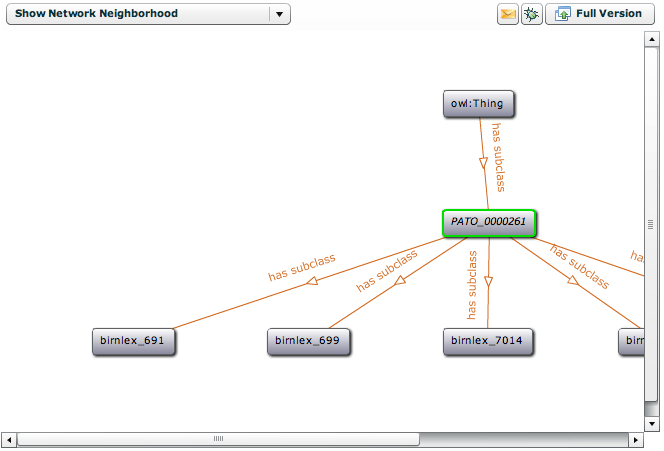 Show Network Neighborhood
Full Version
owl:Thing
has subclass
PATO_0000261
has subclass
has subclass
has subclass
has subclass
ha
birnlex_691
birnlex_699
birnlex_7014
birn